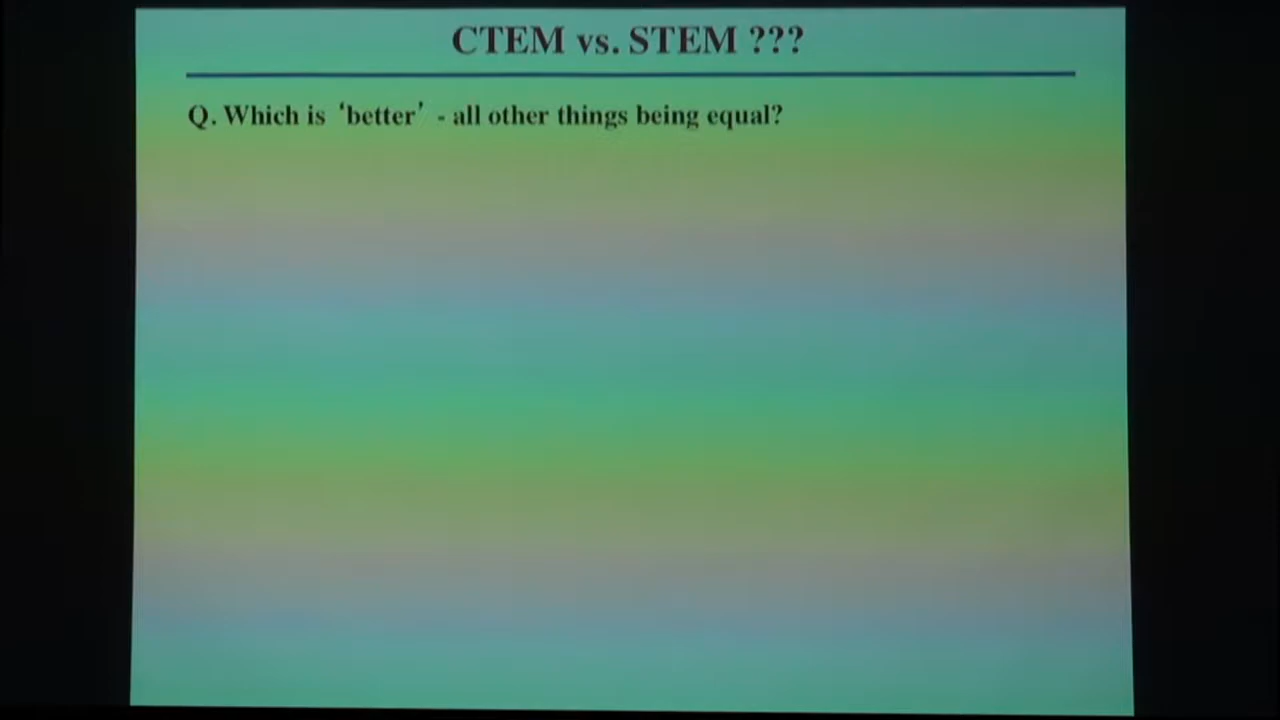 CTEM vs. STEM ???
Q. Which is ‘better’ - all other things being equal?